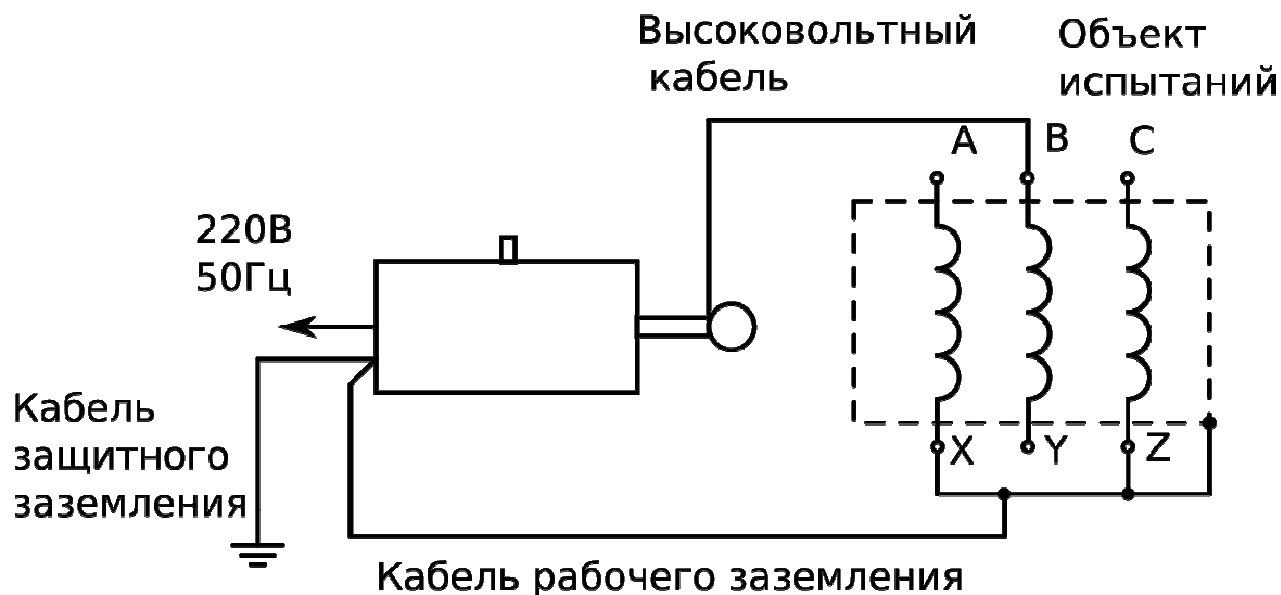 Высоковольтный
кабель
Объект
испытаний
A
B
C
220В
50Гц
Кабель
защитного
заземления
X
Y
Z
Кабель рабочего заземления